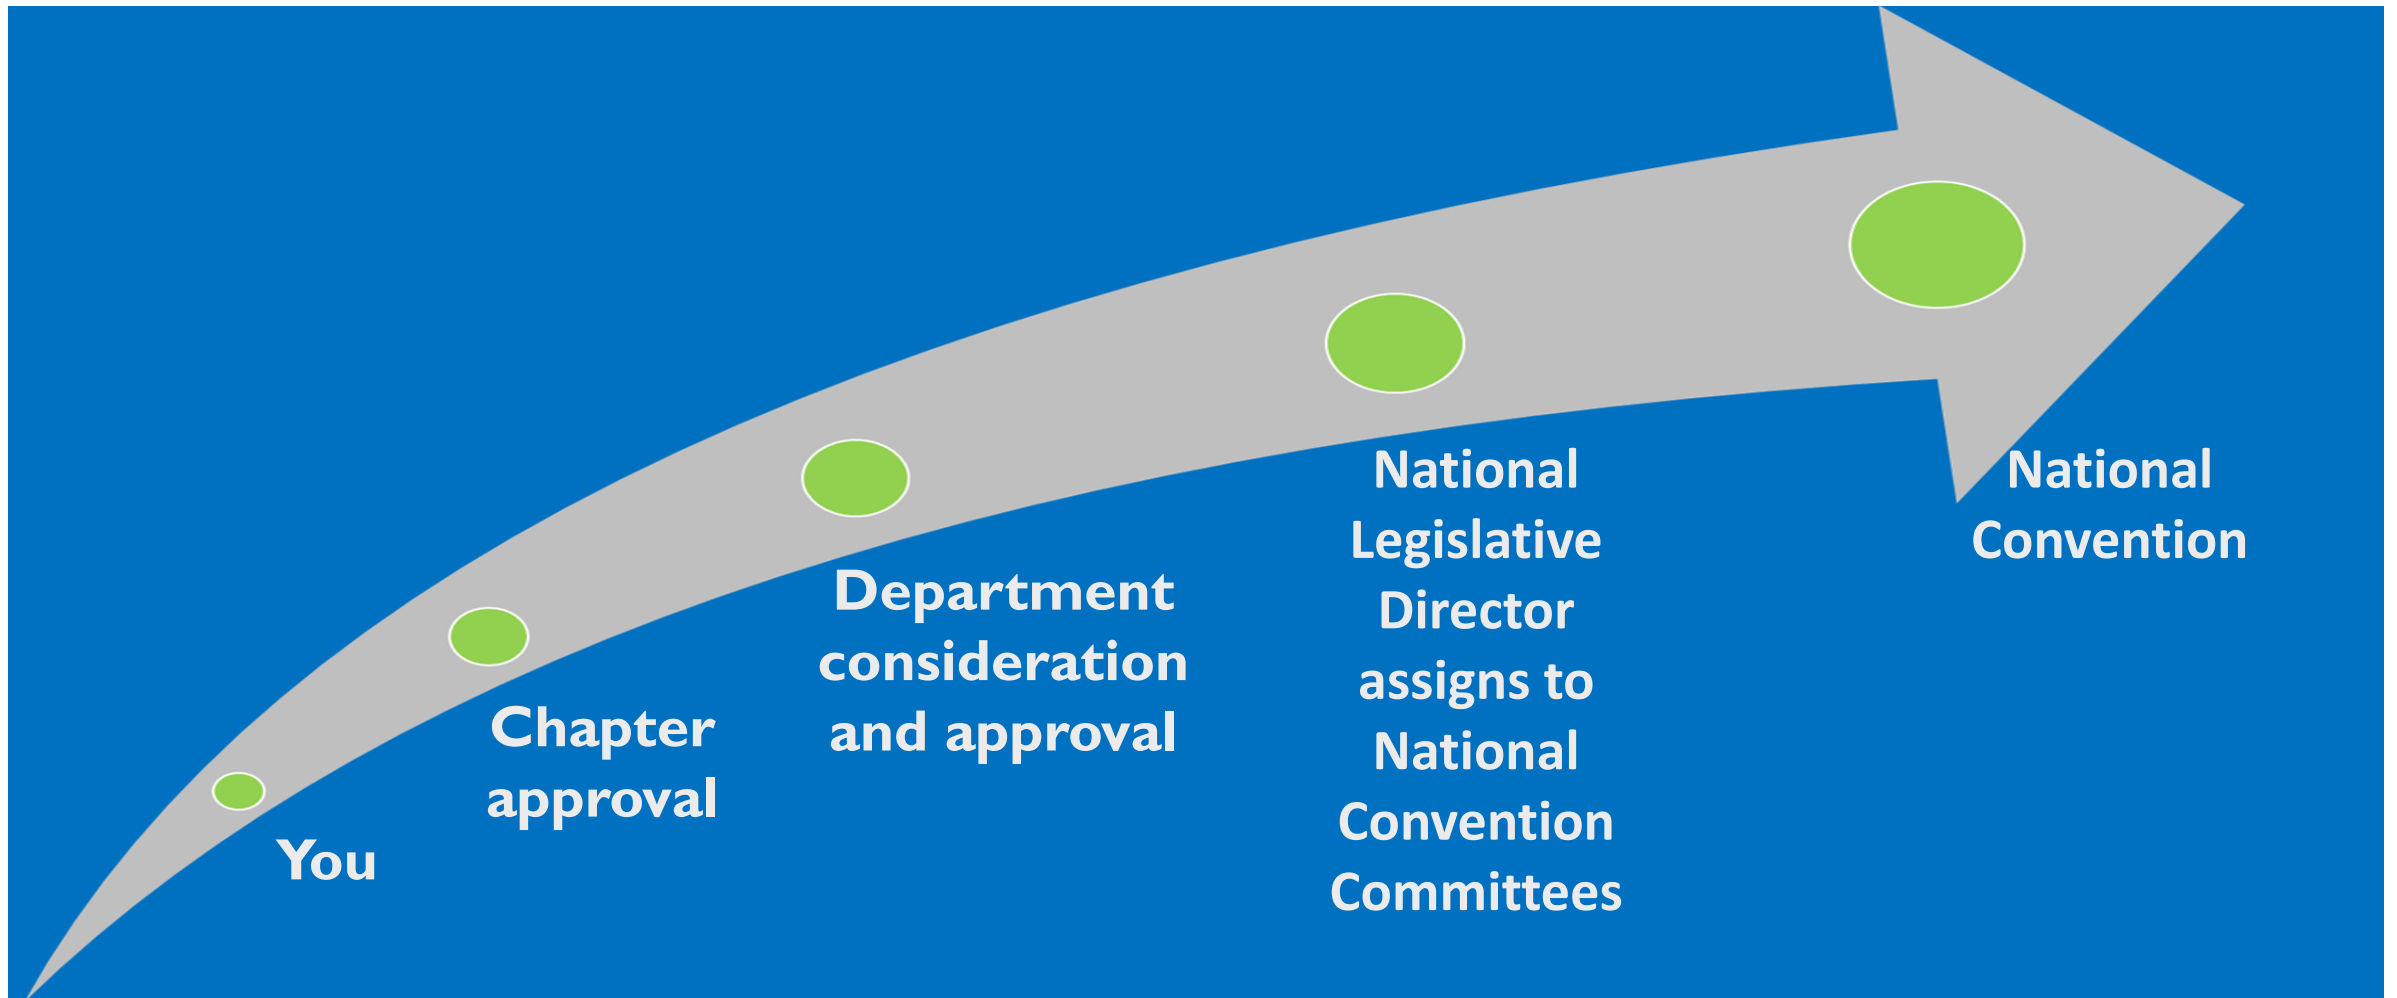 You
Chapter
approval
Department
consideration
and approval
National
Legislative
Director
assigns to
National
Convention
Committees
National
Convention